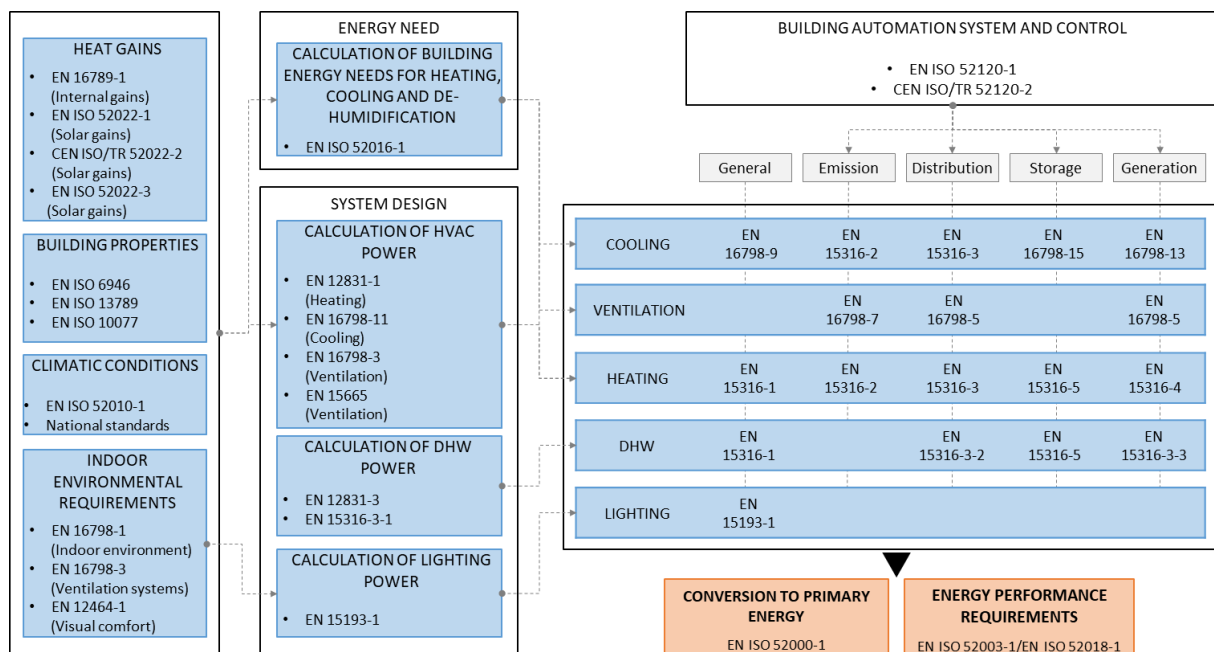 HEAT GAINS
• EN 16789-1
(Internal gains)
• EN ISO 52022-1
(Solar gains)
• CEN ISO/TR 52022-2
(Solar gains)
• EN ISO 52022-3
(Solar gains)
BUILDING PROPERTIES
• EN ISO 6946
• EN ISO 13789
• EN ISO 10077
CLIMATIC CONDITIONS
• EN ISO 52010-1
• National standards
INDOOR
ENVIRONMENTAL
REQUIREMENTS
• EN 16798-1
(Indoor environment)
• EN 16798-3
(Ventilation systems)
• EN 12464-1
(Visual comfort)
ENERGY NEED
CALCULATION OF BUILDING
ENERGY NEEDS FOR HEATING,
COOLING AND DE-
HUMIDIFICATION
• EN ISO 52016-1
SYSTEM DESIGN
CALCULATION OF HVAC
POWER
• EN 12831-1
(Heating)
• EN 16798-11
(Cooling)
• EN 16798-3
(Ventilation)
• EN 15665
(Ventilation)
CALCULATION OF DHW
POWER
• EN 12831-3
• EN 15316-3-1
CALCULATION OF LIGHTING
POWER
• EN 15193-1
BUILDING AUTOMATION SYSTEM AND CONTROL
• EN ISO 52120-1
• CEN ISO/TR 52120-2
General Emission Distribution Storage Generation
COOLING EN 16798-9 EN 15316-2 EN 15316-3 EN 16798-15 EN 16798-13
VENTILATION EN 16798-7 EN 16798-5 EN 16798-5
HEATING EN 15316-1 EN 15316-2 EN 15316-3 EN 15316-5 EN 15316-4
DHW EN 15316-1 EN 15316-3-2 EN 15316-5 EN 15316-3-3
LIGHTING EN 15193-1
CONVERSION TO PRIMARY
ENERGY
EN ISO 52000-1
ENERGY PERFORMANCE
REQUIREMENTS
EN ISO 52003-1/EN ISO 52018-1